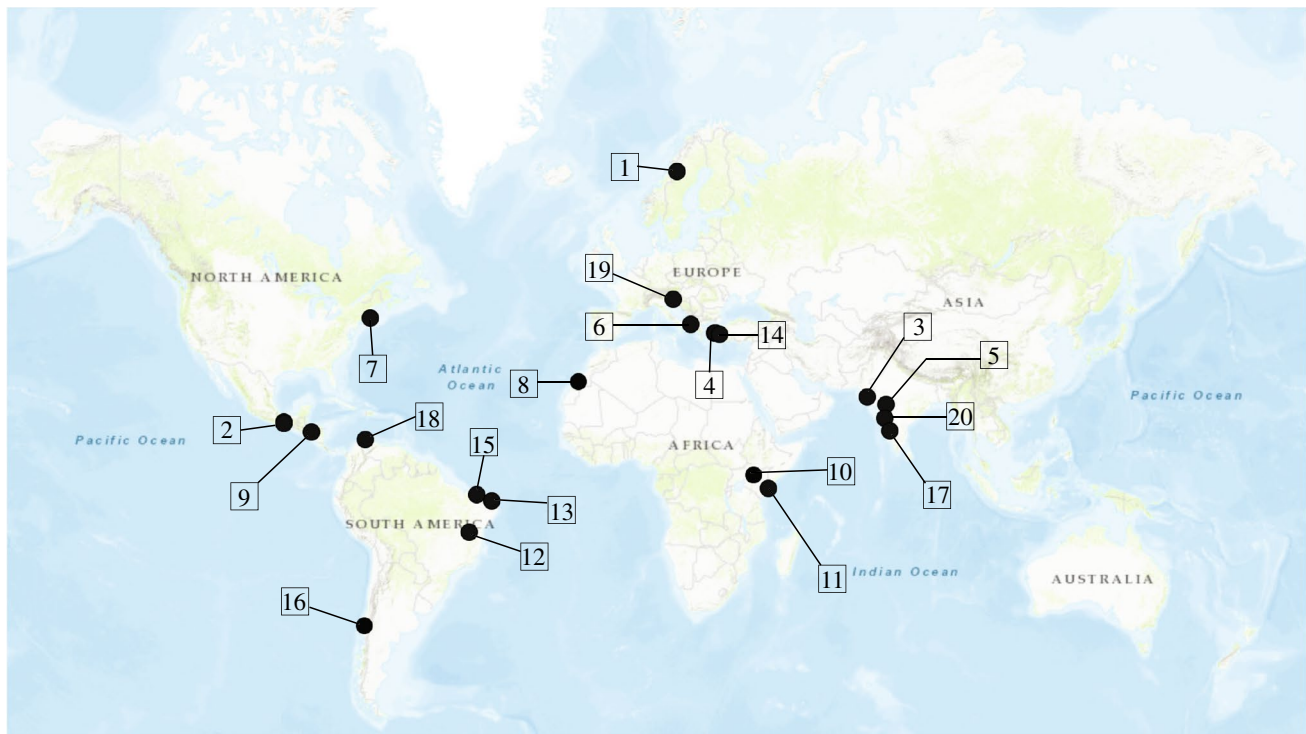 1
19
EUROPE
NORTH AMERICA
ASIA
6
14
3
5
7
Atlantic
Ocean
8
4
Pacific Ocean
2
18
20
Pacific Ocean
15
AFRICA
9
10
17
13
SOUTH AMERICA
12
11
Indian Ocean
AUSTRALIA
16